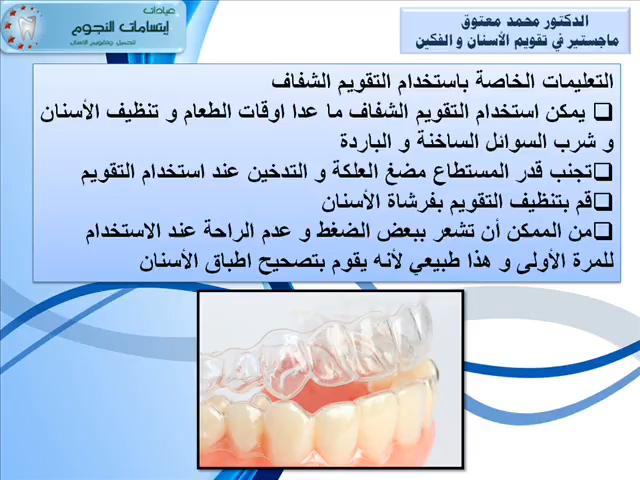 عيادات
إبتسامات النجوم
لتجميل وتقويم الأسنان
الدكتور محمد معتوق
ماجستير في تقويم الأسنان و الفكين
التعليمات الخاصة باستخدام التقويم الشفاف
يمكن استخدام التقويم الشفاف ما عدا اوقات الطعام و تنظيف الأسنان
و شرب السوائل الساخنة و الباردة
تجنب قدر المستطاع مضغ العلكة و التدخين عند استخدام التقويم
قم بتنظيف التقويم بفرشاة الأسنان
من الممكن أن تشعر ببعض الضغط و عدم الراحة عند الاستخدام
للمرة الأولى و هذا طبيعي لأنه يقوم بتصحيح اطباق الأسنان